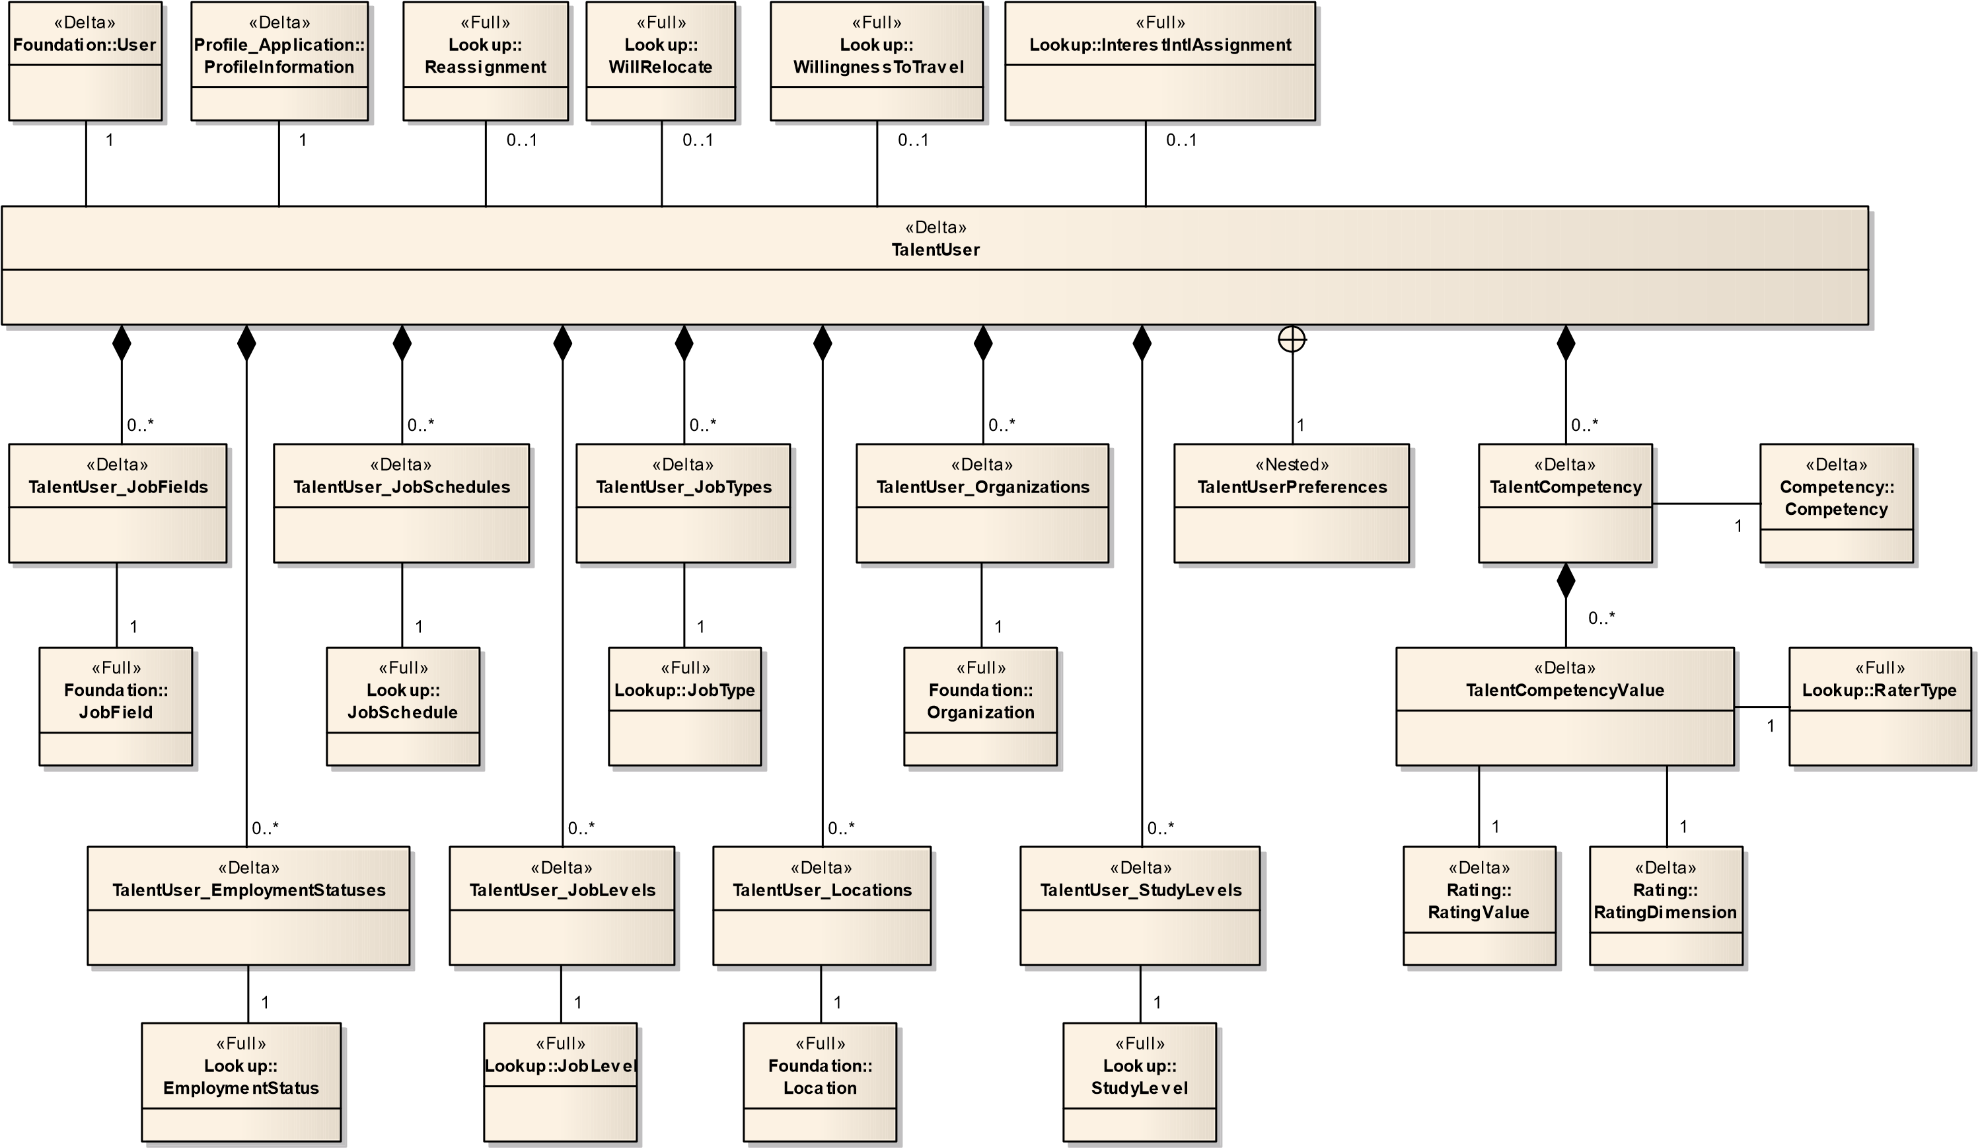 «Delta»
Foundation::User
«Delta»
Profile_Application::
ProfileInformation
«Full»
Lookup::
Reassignment
«Full»
Lookup::
WillRelocate
«Full»
Lookup::
WillingnessToTravel
«Full»
Lookup::InterestIntlAssignment
1
1
0..1
0..1
0..1
0..1
«Delta»
TalentUser
0..*
0..*
0..*
0..*
1
0..*
«Delta»
TalentUser_JobFields
«Delta»
TalentUser_JobSchedules
«Delta»
TalentUser_JobTypes
«Delta»
TalentUser_Organizations
«Nested»
TalentUserPreferences
«Delta»
TalentCompetency
1
«Delta»
Competency::
Competency
1
1
1
1
0..*
«Full»
Foundation::
JobField
«Full»
Lookup::
JobSchedule
«Full»
Lookup::JobType
«Full»
Foundation::
Organization
«Delta»
TalentCompetencyValue
1
«Full»
Lookup::RaterType
0..*
0..*
0..*
0..*
1
1
«Delta»
TalentUser_EmploymentStatuses
«Delta»
TalentUser_JobLevels
«Delta»
TalentUser_Locations
«Delta»
TalentUser_StudyLevels
«Delta»
Rating::
RatingValue
«Delta»
Rating::
RatingDimension
1
1
1
1
«Full»
Lookup::
EmploymentStatus
«Full»
Lookup::JobLevel
«Full»
Foundation::
Location
«Full»
Lookup::
StudyLevel